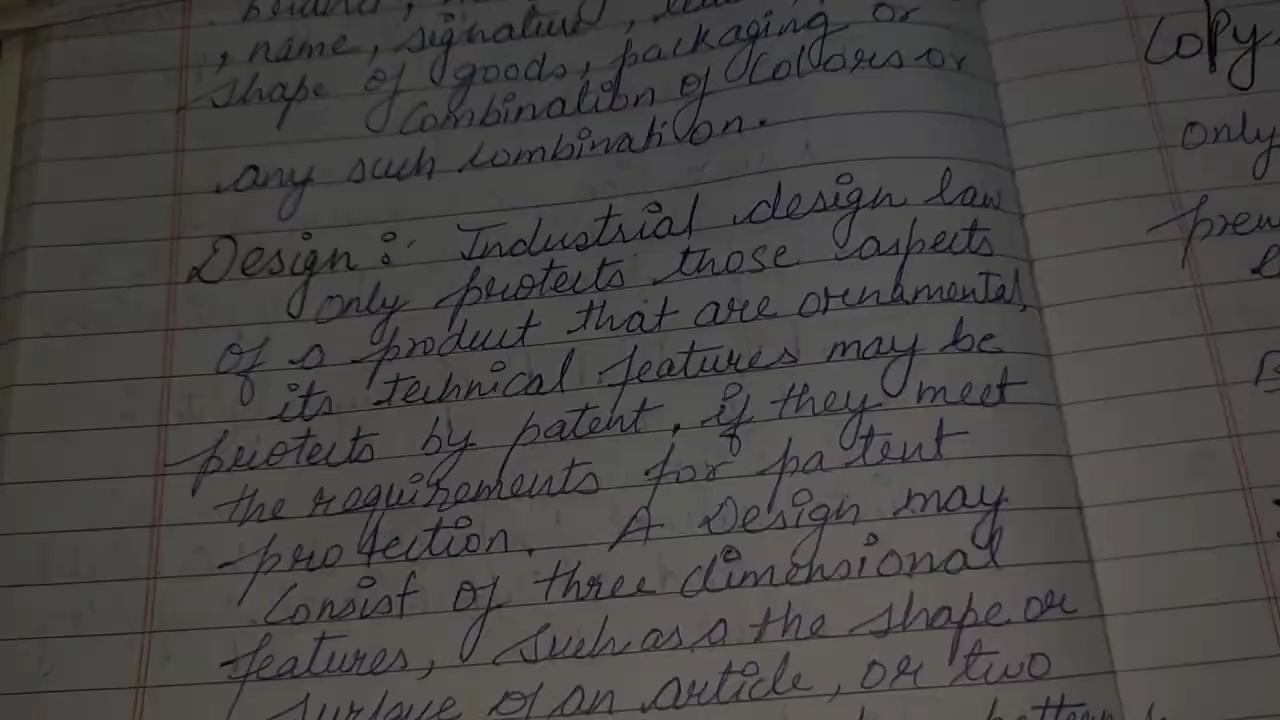 , name, signature,
shape of goods, packaging or
Combination of Collors or
any such combination.
Design : Industrial design law
only protects those aspects
of a product that are ornamental,
its technical features may be
protects by patent, if they meet
the requirements for patent
protection. A Design may
Consist of three dimensional
features, such as a the shape or
surface of an article, or two
Copy
only